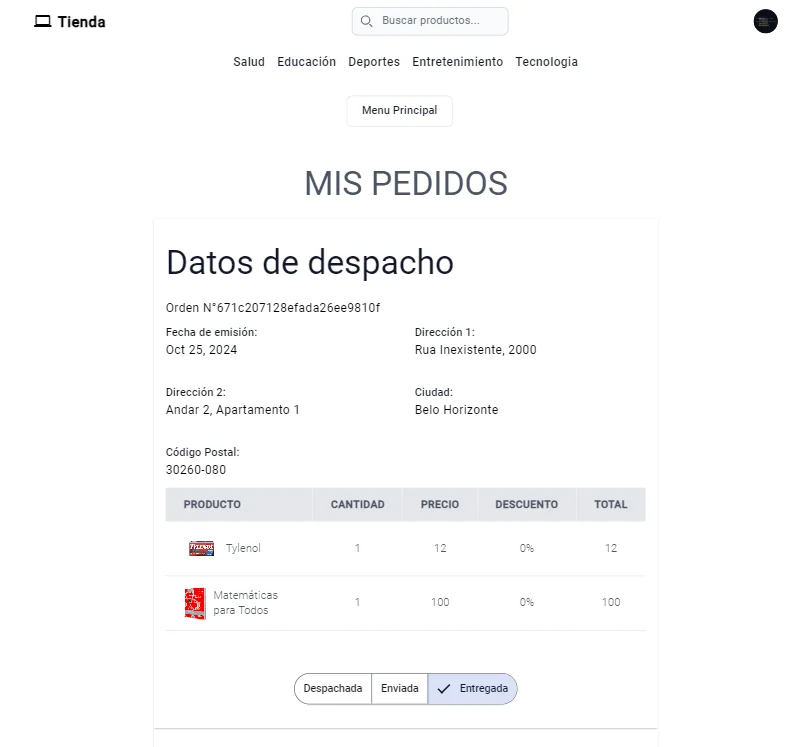 Tienda
Buscar productos...
Salud Educación Deportes Entretenimiento Tecnologia
Menu Principal
MIS PEDIDOS
Datos de despacho
Orden N°671c207128efada26ee9810f
Fecha de emisión: Dirección 1:
Oct 25, 2024 Rua Inexistente, 2000
Dirección 2: Ciudad:
Andar 2, Apartamento 1 Belo Horizonte
Código Postal:
30260-080
PRODUCTO CANTIDAD PRECIO DESCUENTO TOTAL
TYLENOL
Tylenol 1 12 0% 12
Matemáticas
para Todos 1 100 0% 100
Despachada Enviada Entregada